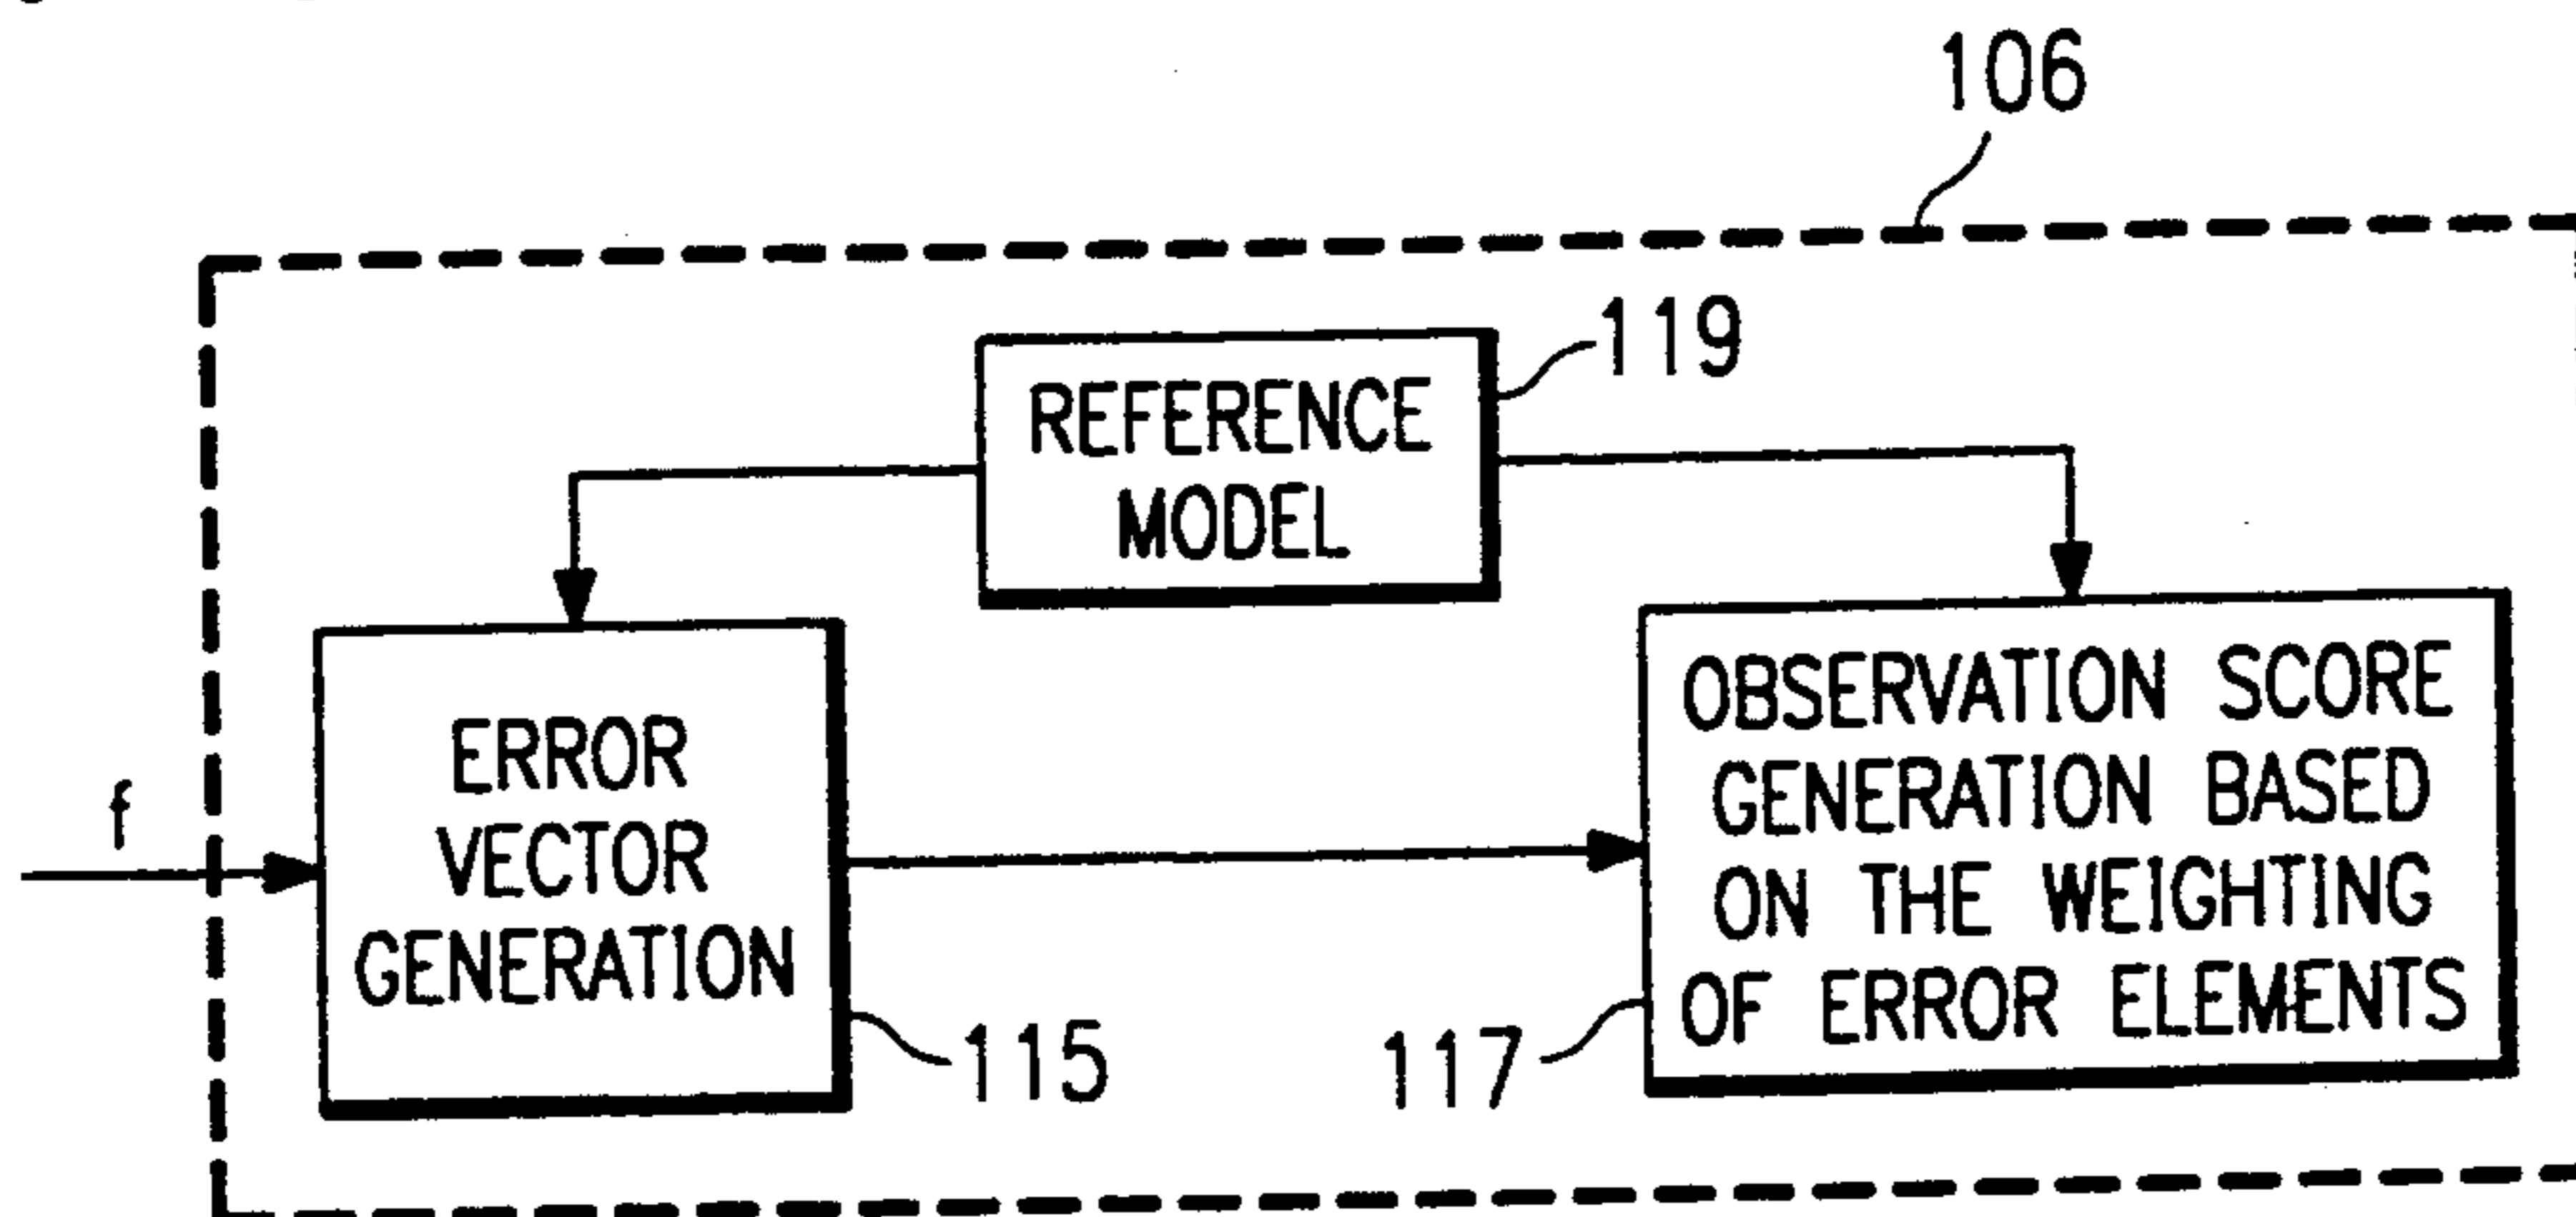 106
119
REFERENCE
MODEL
f
ERROR
VECTOR
GENERATION
115
OBSERVATION SCORE
GENERATION BASED
ON THE WEIGHTING
OF ERROR ELEMENTS
117